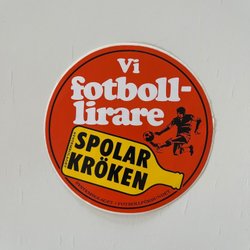 Vi
fotboll-
lirare
SPOLAR
KRÖKEN